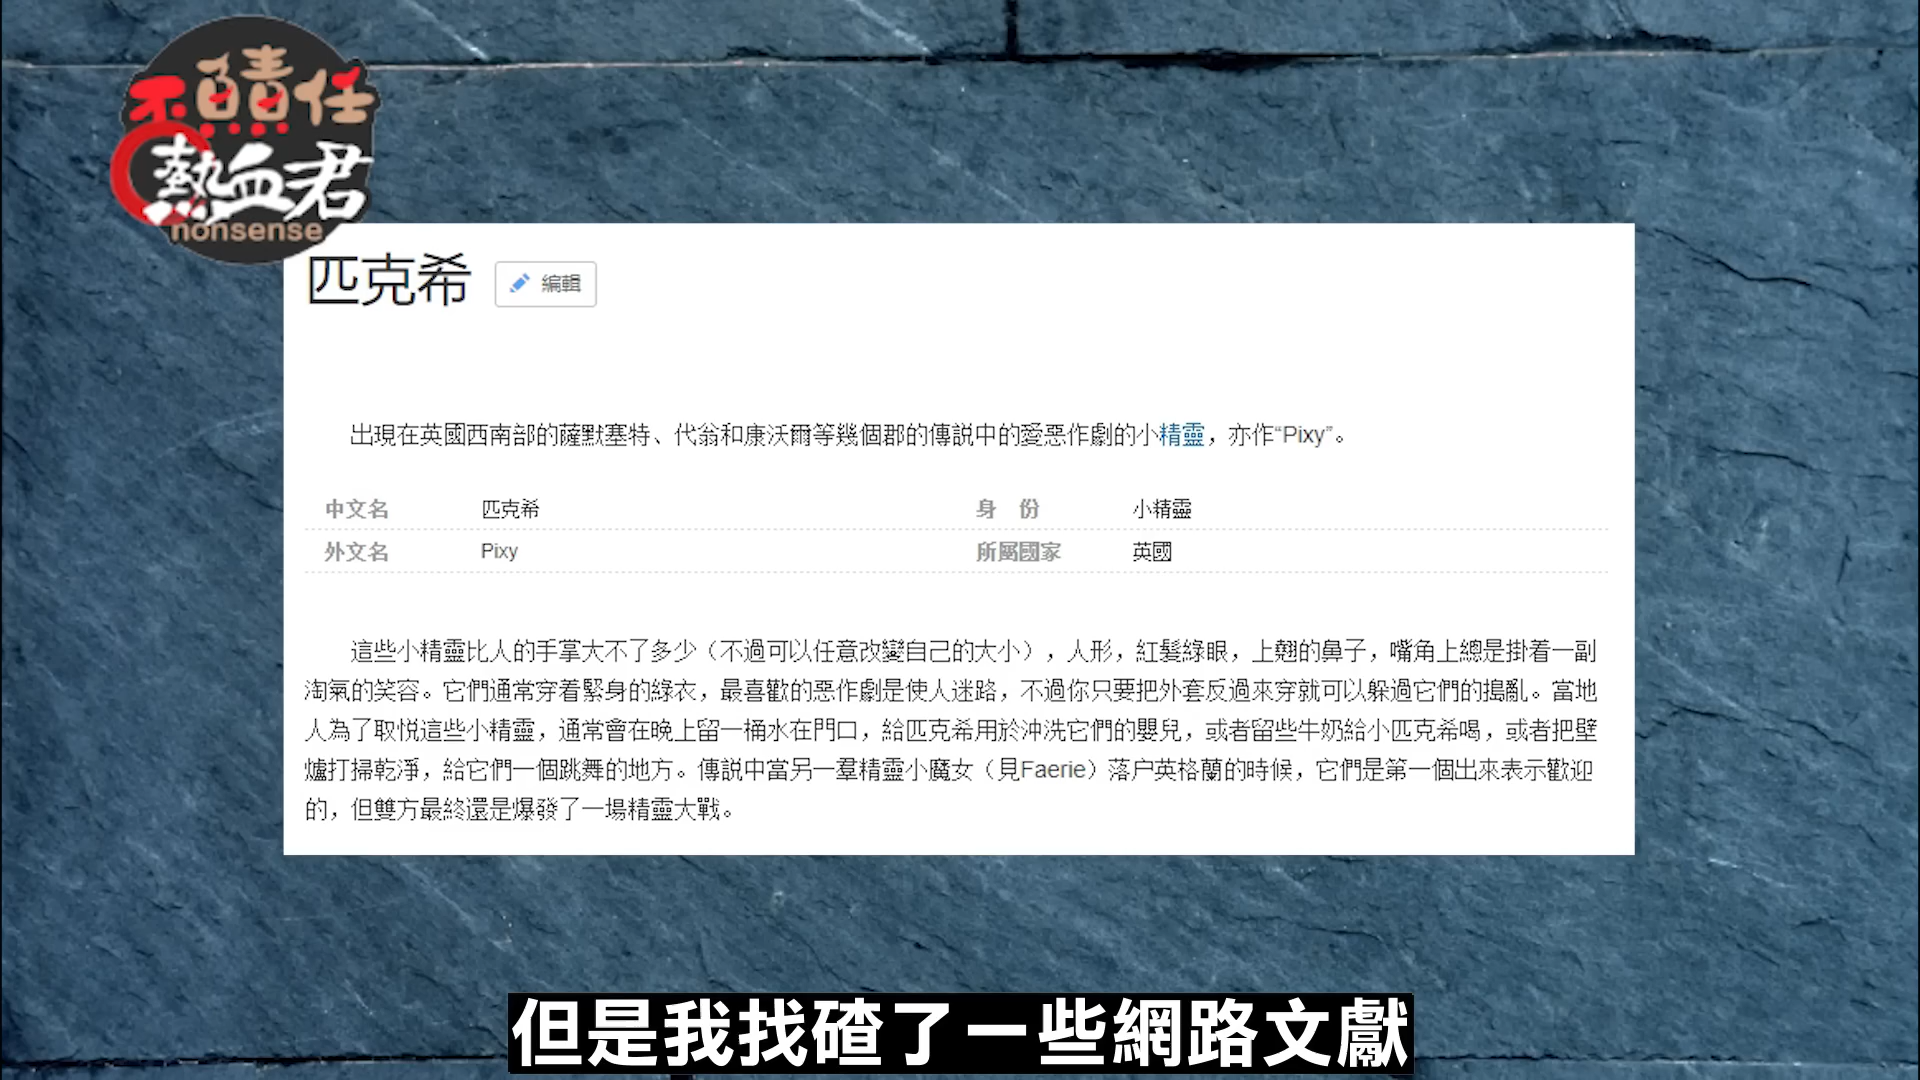 不負責任
熱血君
nonsense
匹克希
編輯
出現在英國西南部的薩默塞特、代翁和康沃爾等幾個郡的傳説中的愛惡作劇的小精靈，亦作“Pixy”。
中文名 匹克希 身 份 小精靈
外文名 Pixy 所屬國家 英國
這些小精靈比人的手掌大不了多少（不過可以任意改變自己的大小），人形，紅髮綠眼，上翹的鼻子，嘴角上總是掛着一副
淘氣的笑容。它們通常穿着緊身的綠衣，最喜歡的惡作劇是使人迷路，不過你只要把外套反過來穿就可以躲過它們的搗亂。當地
人為了取悦這些小精靈，通常會在晚上留一桶水在門口，給匹克希用於沖洗它們的嬰兒，或者留些牛奶給小匹克希喝，或者把壁
爐打掃乾淨，給它們一個跳舞的地方。傳説中當另一羣精靈小魔女（見Faerie）落户英格蘭的時候，它們是第一個出來表示歡迎
的，但雙方最終還是爆發了一場精靈大戰。
但是我找碴了一些網路文獻